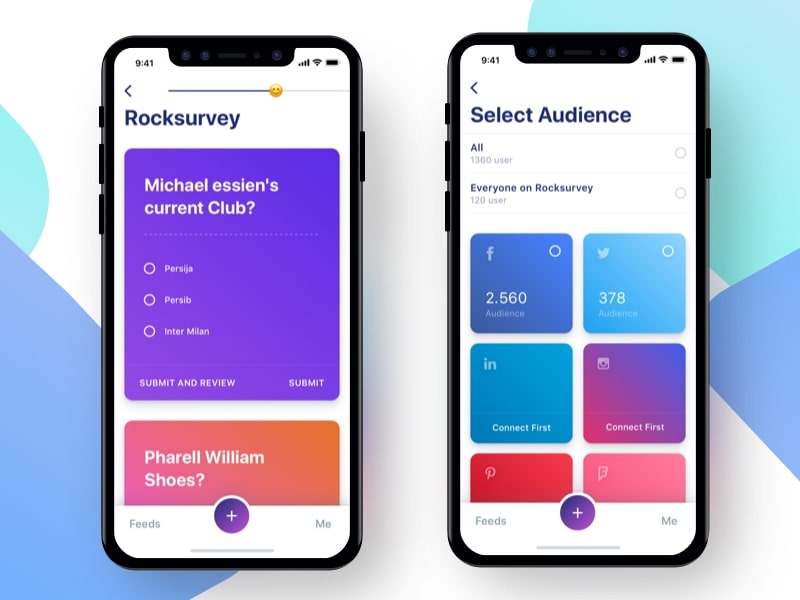 9:41
Rocksurvey
Michael essien's
current Club?
Persija
Persib
Inter Milan
SUBMIT AND REVIEW SUBMIT
Pharell William
Shoes?
Feeds + Me
9:41
Select Audience
All
1360 user
Everyone on Rocksurvey
120 user
2.560 378
Audience Audience
Connect First Connect First
Feeds + Me